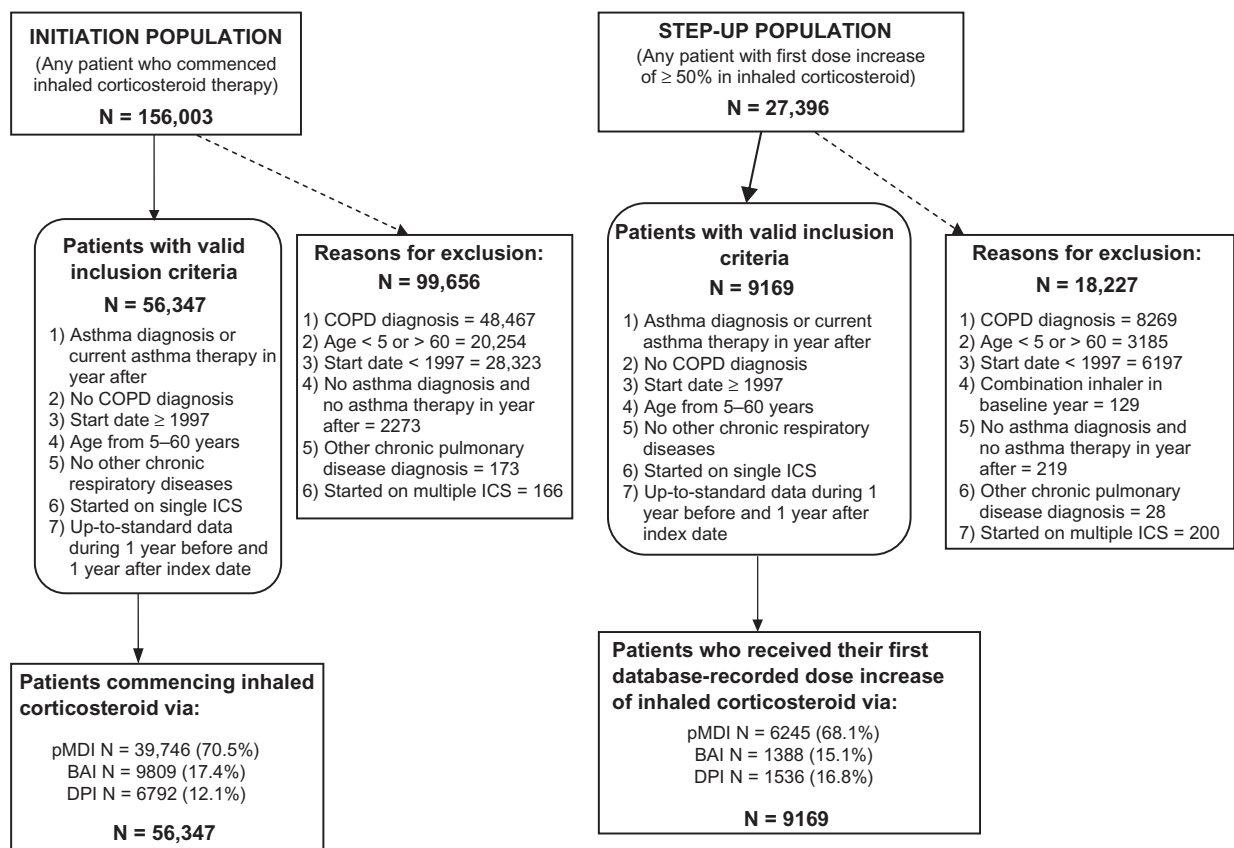 INITIATION POPULATION
(Any patient who commenced
inhaled corticosteroid therapy)
N = 156,003
Patients with valid
inclusion criteria
N = 56,347
1) Asthma diagnosis or
current asthma therapy in
year after
2) No COPD diagnosis
3) Start date ≥ 1997
4) Age from 5–60 years
5) No other chronic
respiratory diseases
6) Started on single ICS
7) Up-to-standard data
during 1 year before and
1 year after index date
Reasons for exclusion:
N = 99,656
1) COPD diagnosis = 48,467
2) Age < 5 or > 60 = 20,254
3) Start date < 1997 = 28,323
4) No asthma diagnosis and
no asthma therapy in year
after = 2273
5) Other chronic pulmonary
disease diagnosis = 173
6) Started on multiple ICS = 166
Patients commencing inhaled
corticosteroid via:
pMDI N = 39,746 (70.5%)
BAI N = 9809 (17.4%)
DPI N = 6792 (12.1%)
N = 56,347
STEP-UP POPULATION
(Any patient with first dose increase
of ≥ 50% in inhaled corticosteroid)
N = 27,396
Patients with valid inclusion
criteria
N = 9169
1) Asthma diagnosis or current
asthma therapy in year after
2) No COPD diagnosis
3) Start date ≥ 1997
4) Age from 5–60 years
5) No other chronic respiratory
diseases
6) Started on single ICS
7) Up-to-standard data during 1
year before and 1 year after
index date
Reasons for exclusion:
N = 18,227
1) COPD diagnosis = 8269
2) Age < 5 or > 60 = 3185
3) Start date < 1997 = 6197
4) Combination inhaler in
baseline year = 129
5) No asthma diagnosis and
no asthma therapy in year
after = 219
6) Other chronic pulmonary
disease diagnosis = 28
7) Started on multiple ICS = 200
Patients who received their first
database-recorded dose increase
of inhaled corticosteroid via:
pMDI N = 6245 (68.1%)
BAI N = 1388 (15.1%)
DPI N = 1536 (16.8%)
N = 9169